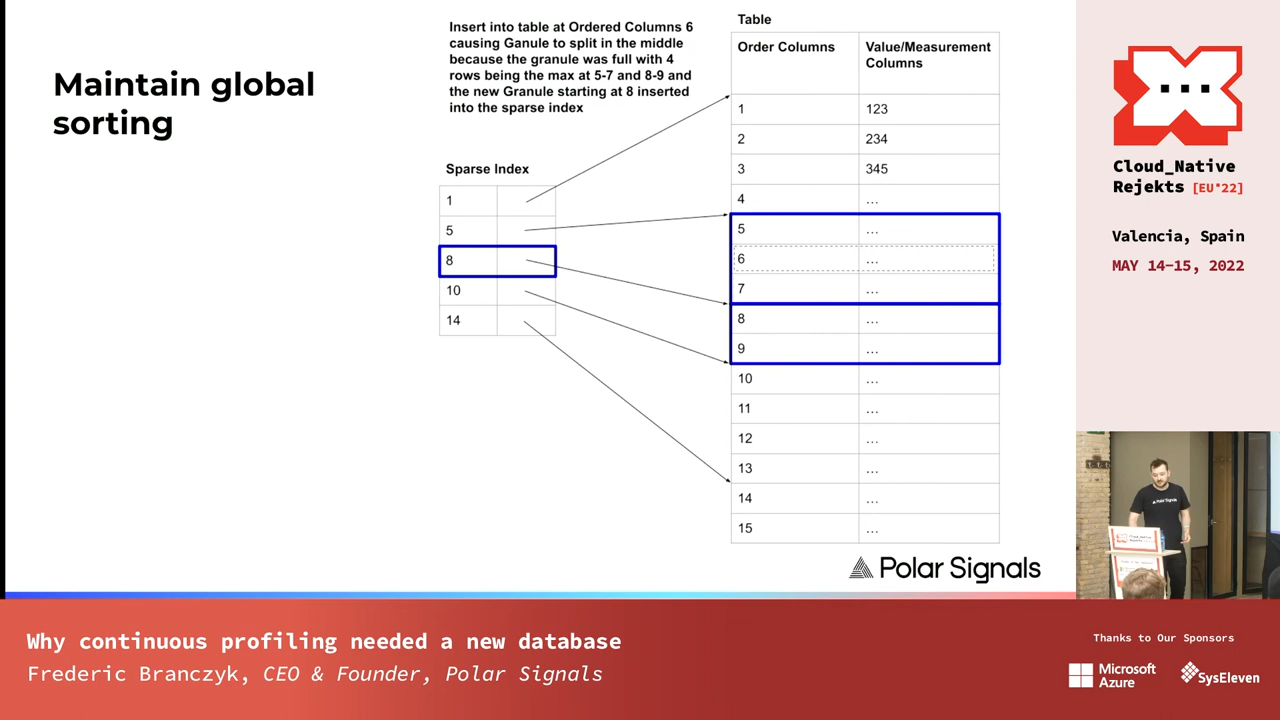 Maintain global
sorting
Insert into table at Ordered Columns 6
causing Ganule to split in the middle
because the granule was full with 4
rows being the max at 5-7 and 8-9 and
the new Granule starting at 8 inserted
into the sparse index
Sparse Index
1
5
8
10
14
Table
Order Columns Value/Measurement
Columns
1 123
2 234
3 345
4 ...
5 ...
6 ...
7 ...
8 ...
9 ...
10 ...
11 ...
12 ...
13 ...
14 ...
15 ...
Polar Signals
Cloud_Native
Rejekts [EU*22]
Valencia, Spain
MAY 14-15, 2022
Polar Signals
Why continuous profiling needed a new database
Frederic Branczyk, CEO & Founder, Polar Signals
Thanks to Our Sponsors
Microsoft
Azure
SysEleven